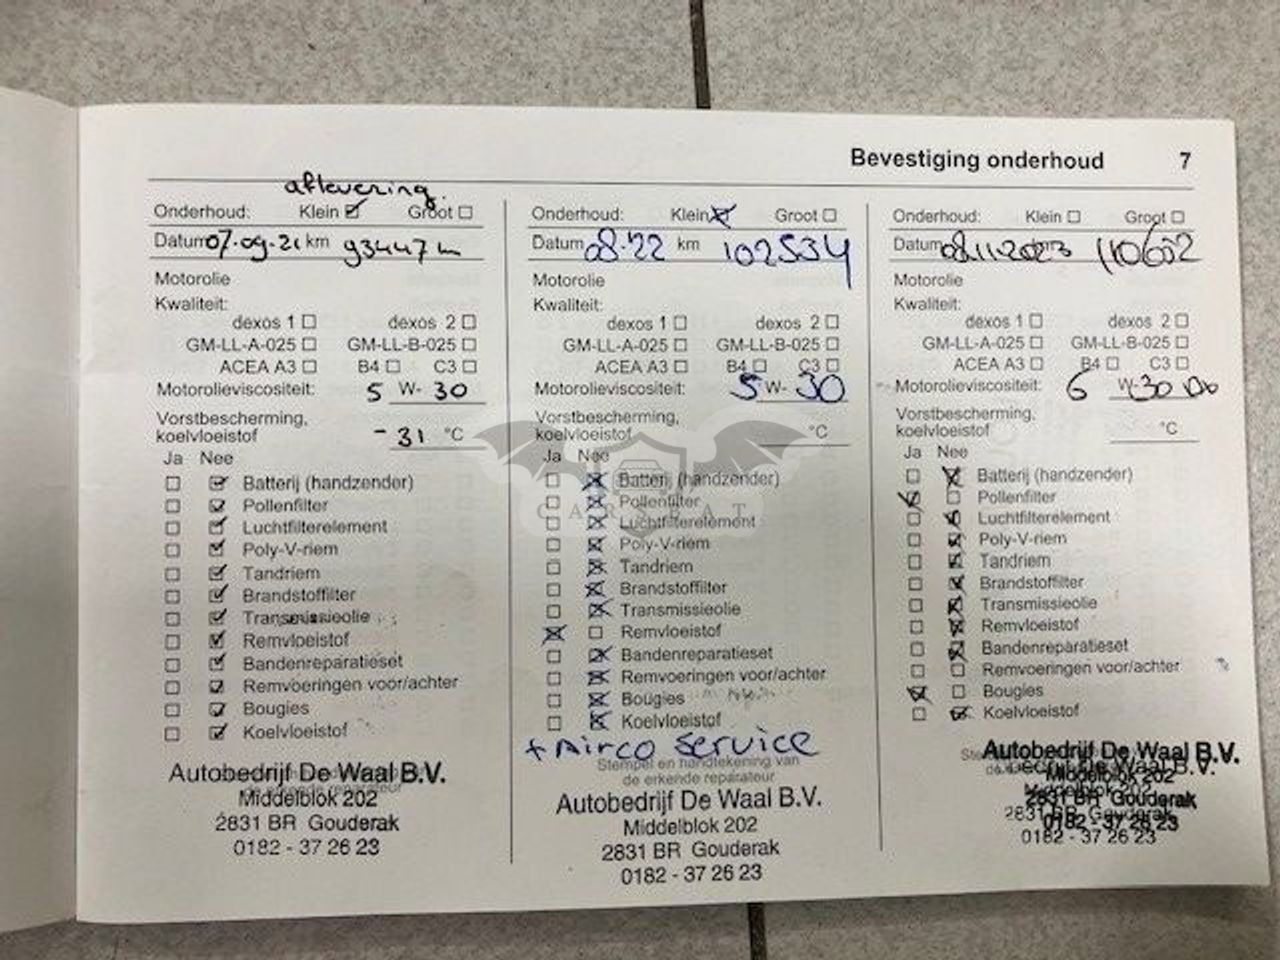 Bevestiging onderhoud 7
aflevering
Onderhoud: Klein Groot
Datum 07-09-21 km 93447 km
Motorolie
Kwaliteit:
dexos 1 dexos 2
GM-LL-A-025 GM-LL-B-025
ACEA A3 B4 C3
Motorolieviscositeit: 5 W- 30
Vorstbescherming,
koelvloeistof -31 °C
Ja Nee
Batterij (handzender)
Pollenfilter
Luchtfilterelement
Poly-V-riem
Tandriem
Brandstoffilter
Transmissieolie
Remvloeistof
Bandenreparatieset
Remvoeringen voor/achter
Bougies
Koelvloeistof
Autobedrijf De Waal B.V.
Middelblok 202
2831 BR Gouderak
0182 - 37 26 23
Onderhoud: Klein Groot
Datum 08-'22 km 102534
Motorolie
Kwaliteit:
dexos 1 dexos 2
GM-LL-A-025 GM-LL-B-025
ACEA A3 B4 C3
Motorolieviscositeit: 5 W- 30
Vorstbescherming,
koelvloeistof °C
Ja Nee
Batterij (handzender)
Pollenfilter
CARSBAT
Luchtfilterelement
Poly-V-riem
Tandriem
Brandstoffilter
Transmissieolie
Remvloeistof
Bandenreparatieset
Remvoeringen voor/achter
Bougies
Koelvloeistof
+ Airco Service
Stempel en handtekening van
de erkende reparateur
Autobedrijf De Waal B.V.
Middelblok 202
2831 BR Gouderak
0182 - 37 26 23
Onderhoud: Klein Groot
Datum 08-11-2023 110652
Motorolie
Kwaliteit:
dexos 1 dexos 2
GM-LL-A-025 GM-LL-B-025
ACEA A3 B4 C3
Motorolieviscositeit: W-30
Vorstbescherming,
koelvloeistof °C
Ja Nee
Batterij (handzender)
Pollenfilter
Luchtfilterelement
Poly-V-riem
Tandriem
Brandstoffilter
Transmissieolie
Remvloeistof
Bandenreparatieset
Remvoeringen voor/achter
Bougies
Koelvloeistof
Autobedrijf De Waal B.V.
Middelblok 202
2831 BR Gouderak
0182 - 37 26 23